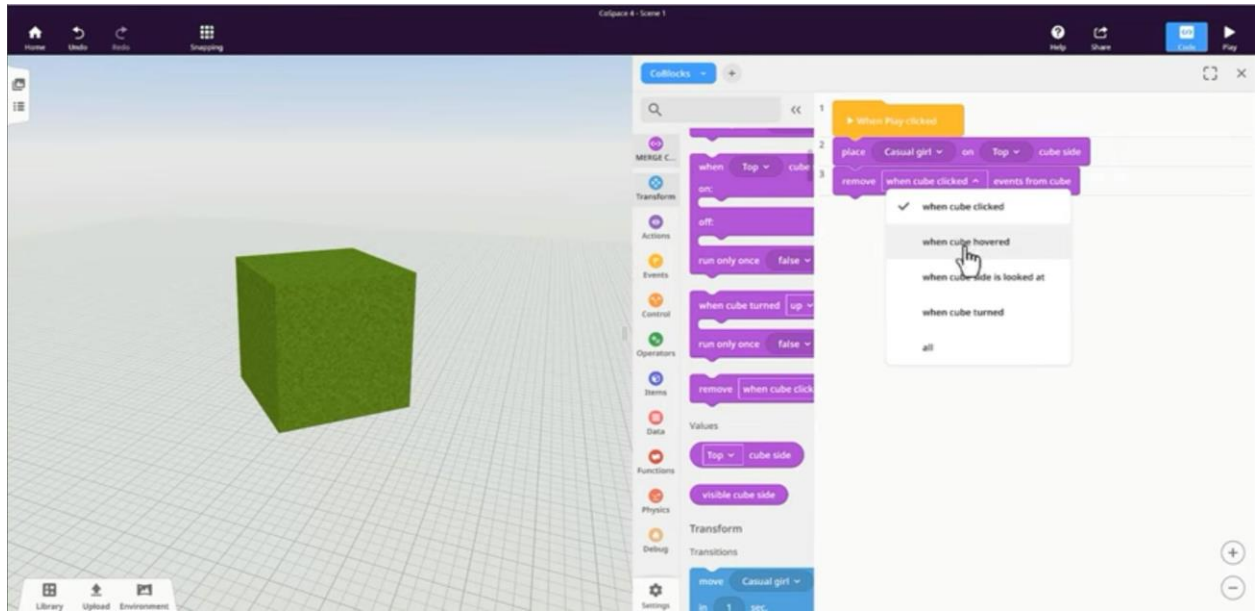 CoSpace 4 - Scene 1
Home
Undo
Redo
Snapping
Help
Share
Code
Play
CoBlocks
MERGE C...
Transform
Actions
Events
Control
Operators
Items
Data
Functions
Physics
Debug
Settings
when Top cube
on:
off:
run only once false
when cube turned up
run only once false
remove when cube click
Values
Top cube side
visible cube side
Transform
Transitions
move Casual girl
in 1 sec.
1
When Play clicked
2
place Casual girl on Top cube side
3
remove when cube clicked events from cube
when cube clicked
when cube hovered
when cube side is looked at
when cube turned
all
Library
Upload
Environment